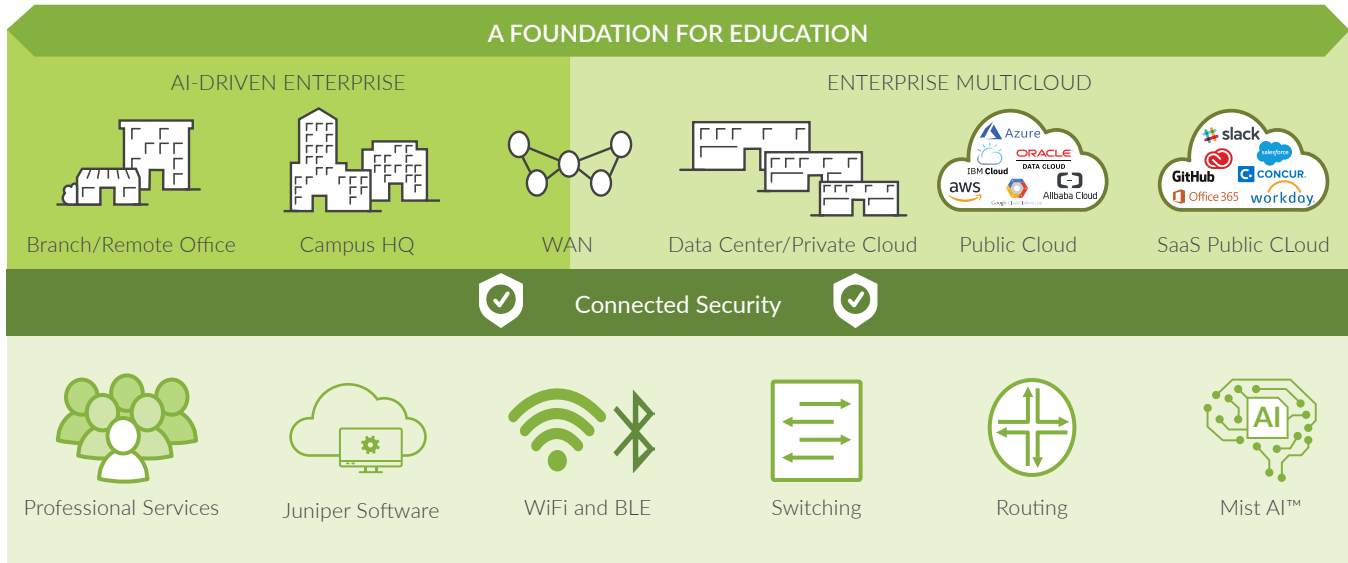 A FOUNDATION FOR EDUCATION
AI-DRIVEN ENTERPRISE
ENTERPRISE MULTICLOUD
Azure
ORACLE
DATA CLOUD
IBM Cloud
aws
Alibaba Cloud
slack
salesforce
GitHub
C CONCUR.
Office 365
workday.
Branch/Remote Office
Campus HQ
WAN
Data Center/Private Cloud
Public Cloud
SaaS Public CLoud
Connected Security
AI
Professional Services
Juniper Software
WiFi and BLE
Switching
Routing
Mist AI™